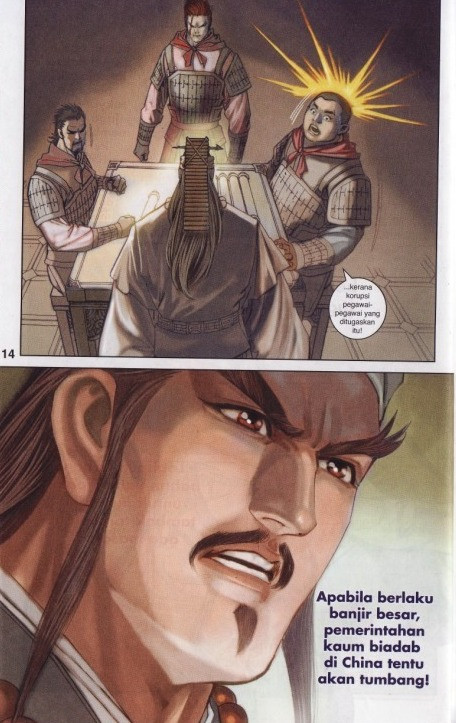 ...kerana
korupsi
pegawai-
pegawai yang
ditugaskan
itu!
14
Apabila berlaku
banjir besar,
pemerintahan
kaum biadab
di China tentu
akan tumbang!